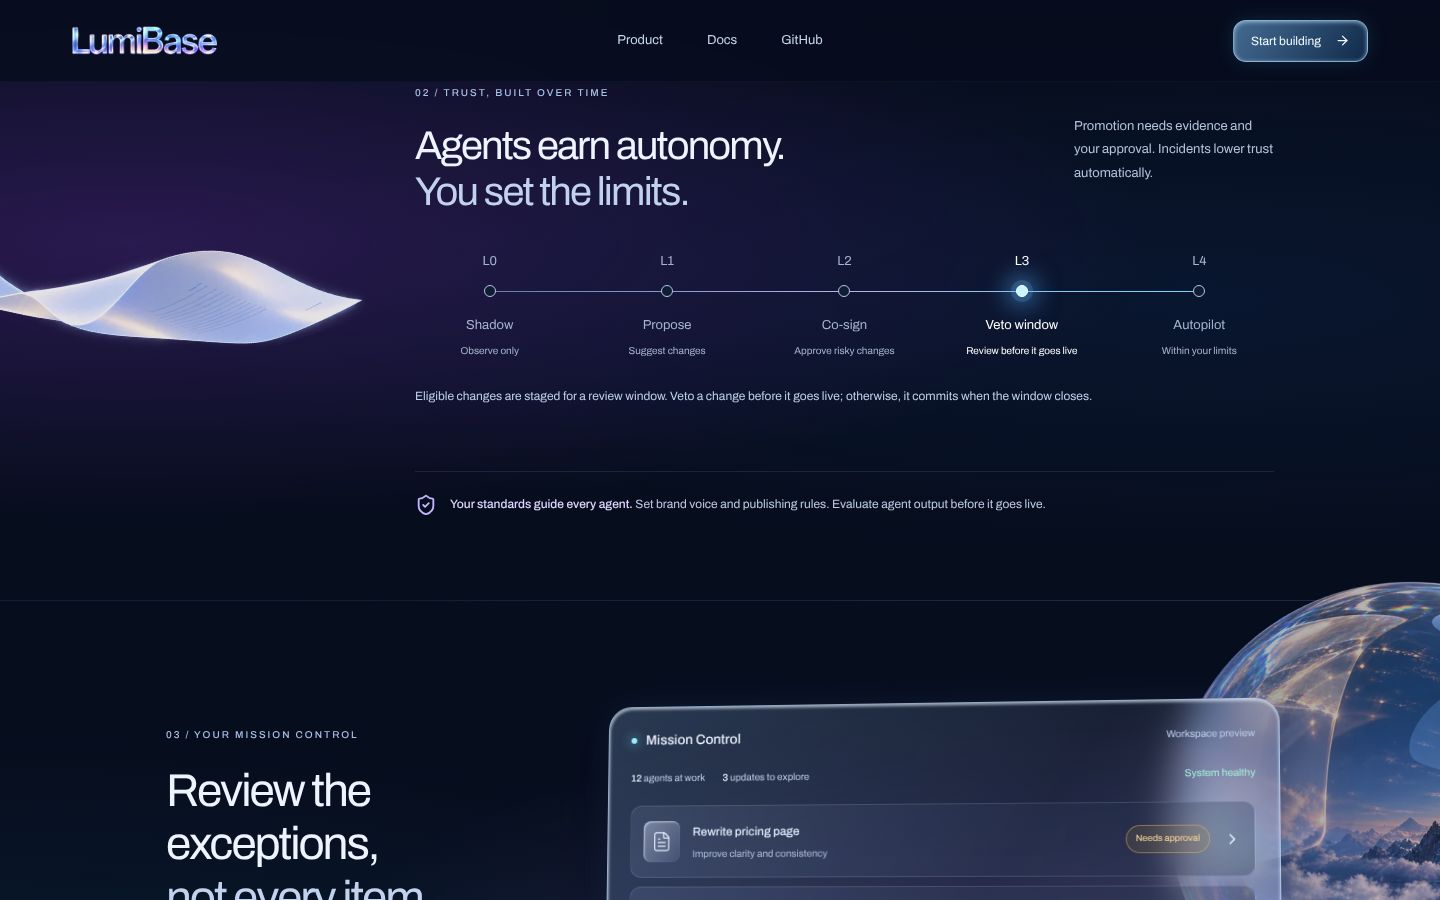 LumiBase
Product
Docs
GitHub
Start building
02 / TRUST, BUILT OVER TIME
Agents earn autonomy.
You set the limits.
Promotion needs evidence and
your approval. Incidents lower trust
automatically.
L0
L1
L2
L3
L4
Shadow
Propose
Co-sign
Veto window
Autopilot
Observe only
Suggest changes
Approve risky changes
Review before it goes live
Within your limits
Eligible changes are staged for a review window. Veto a change before it goes live; otherwise, it commits when the window closes.
Your standards guide every agent. Set brand voice and publishing rules. Evaluate agent output before it goes live.
03 / YOUR MISSION CONTROL
Review the
exceptions,
not every item
Mission Control
Workspace preview
12 agents at work
3 updates to explore
System healthy
Rewrite pricing page
Improve clarity and consistency
Needs approval